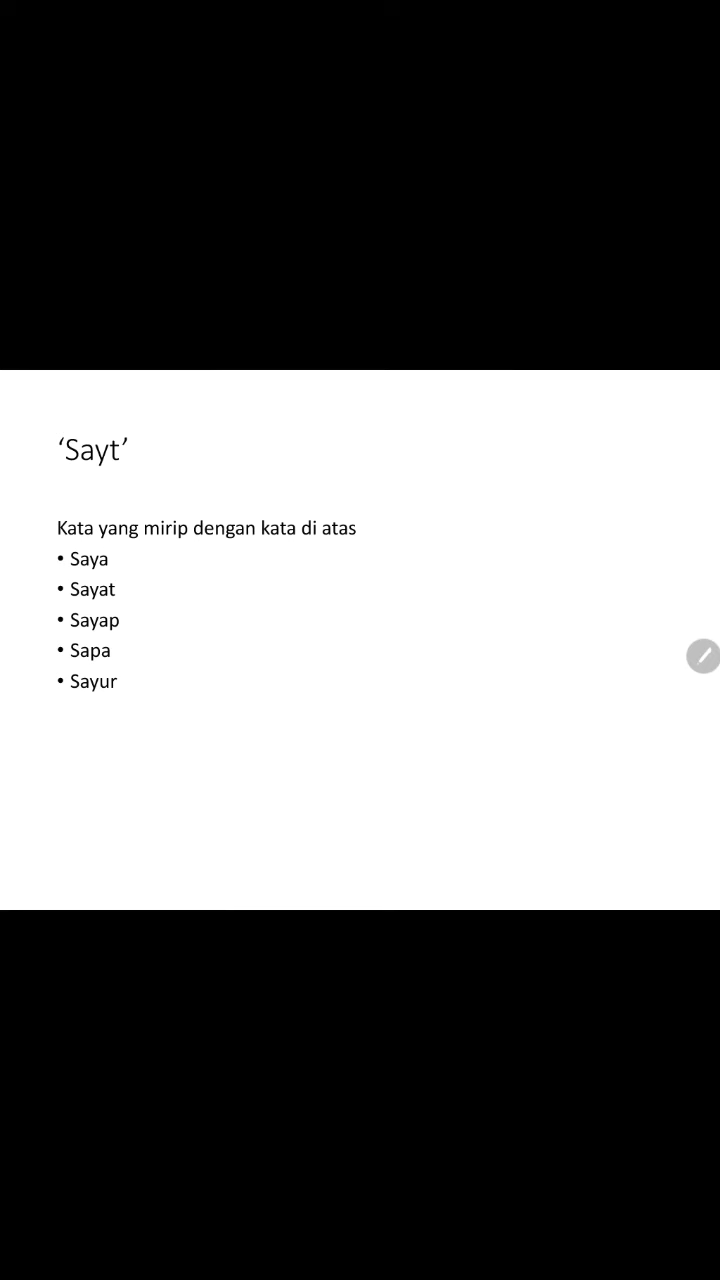 ‘Sayt’
Kata yang mirip dengan kata di atas
• Saya
• Sayat
• Sayap
• Sapa
• Sayur